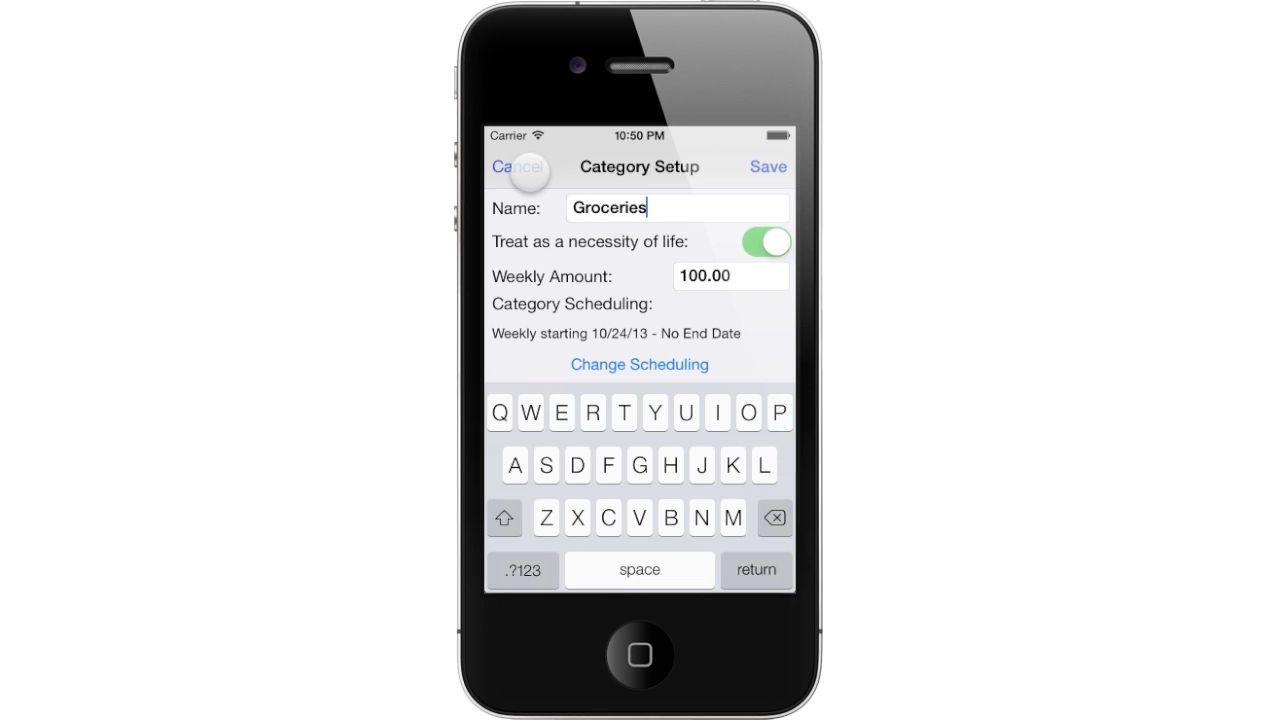 Carrier 10:50 PM
Cancel Category Setup Save
Name: Groceries
Treat as a necessity of life:
Weekly Amount: 100.00
Category Scheduling:
Weekly starting 10/24/13 - No End Date
Change Scheduling
Q W E R T Y U I O P
A S D F G H J K L
Z X C V B N M
.?123 space return